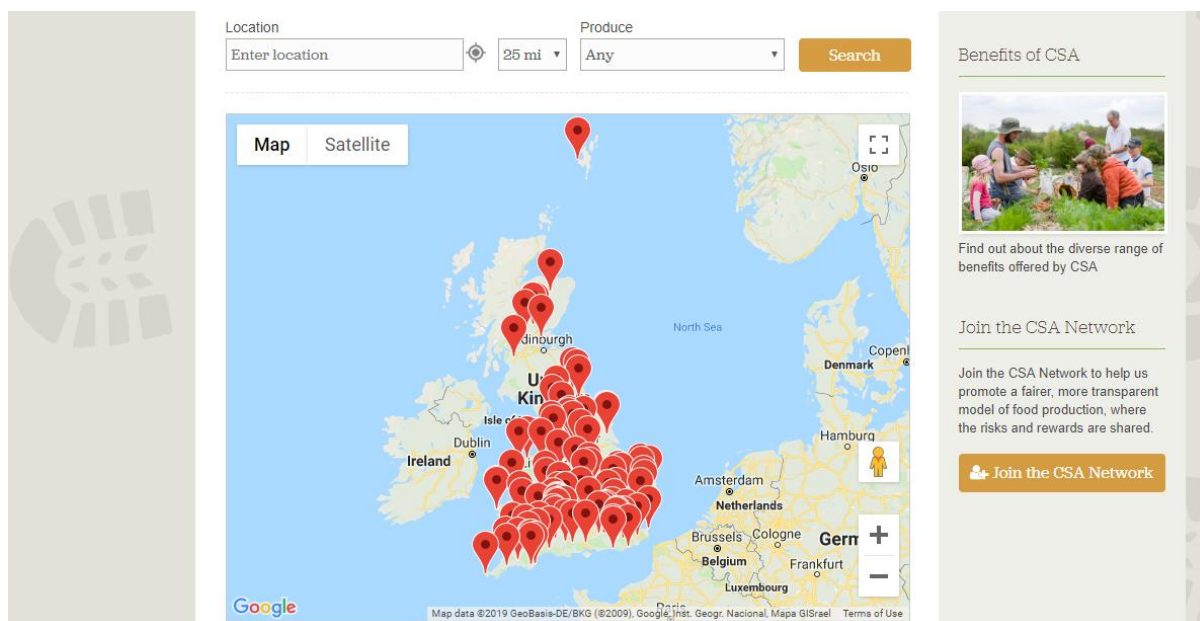 Location
Produce
Enter location
25 mi
Any
Search
Map
Satellite
Oslo
North Sea
Copenl
Denmark
Dublin
Ireland
Hamburg
Amsterdam
Netherlands
Brussels
Cologne
Germ
Belgium
Frankfurt
Luxembourg
Google
Map data ©2019 GeoBasis-DE/BKG (©2009), Google, Inst. Geogr. Nacional, Mapa GISrael
Terms of Use
Benefits of CSA
Find out about the diverse range of
benefits offered by CSA
Join the CSA Network
Join the CSA Network to help us
promote a fairer, more transparent
model of food production, where
the risks and rewards are shared.
Join the CSA Network